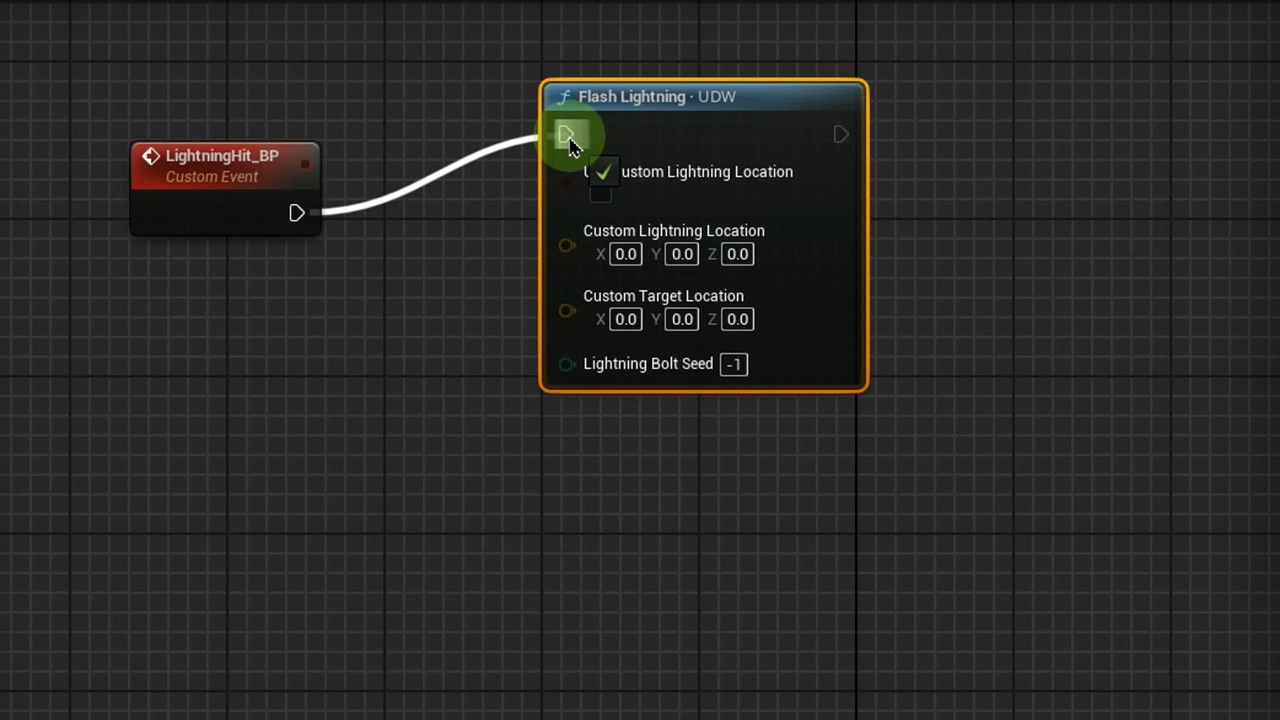 Flash Lightning · UDW
LightningHit_BP
Custom Event
Custom Lightning Location
Custom Lightning Location
X 0.0 Y 0.0 Z 0.0
Custom Target Location
X 0.0 Y 0.0 Z 0.0
Lightning Bolt Seed -1